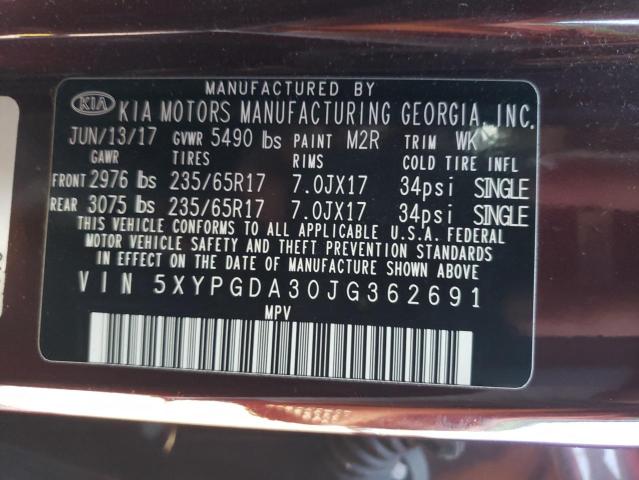 MANUFACTURED BY
KIA KIA MOTORS MANUFACTURING GEORGIA, INC.
JUN/13/17 GVWR 5490 lbs PAINT M2R TRIM WK
GAWR TIRES RIMS COLD TIRE INFL
FRONT 2976 lbs 235/65R17 7.0JX17 34psi SINGLE
REAR 3075 lbs 235/65R17 7.0JX17 34psi SINGLE
THIS VEHICLE CONFORMS TO ALL APPLICABLE U.S.A. FEDERAL
MOTOR VEHICLE SAFETY AND THEFT PREVENTION STANDARDS
IN EFFECT ON THE DATE OF MANUFACTURE SHOWN ABOVE.
VIN 5XYPGDA30JG362691
MPV